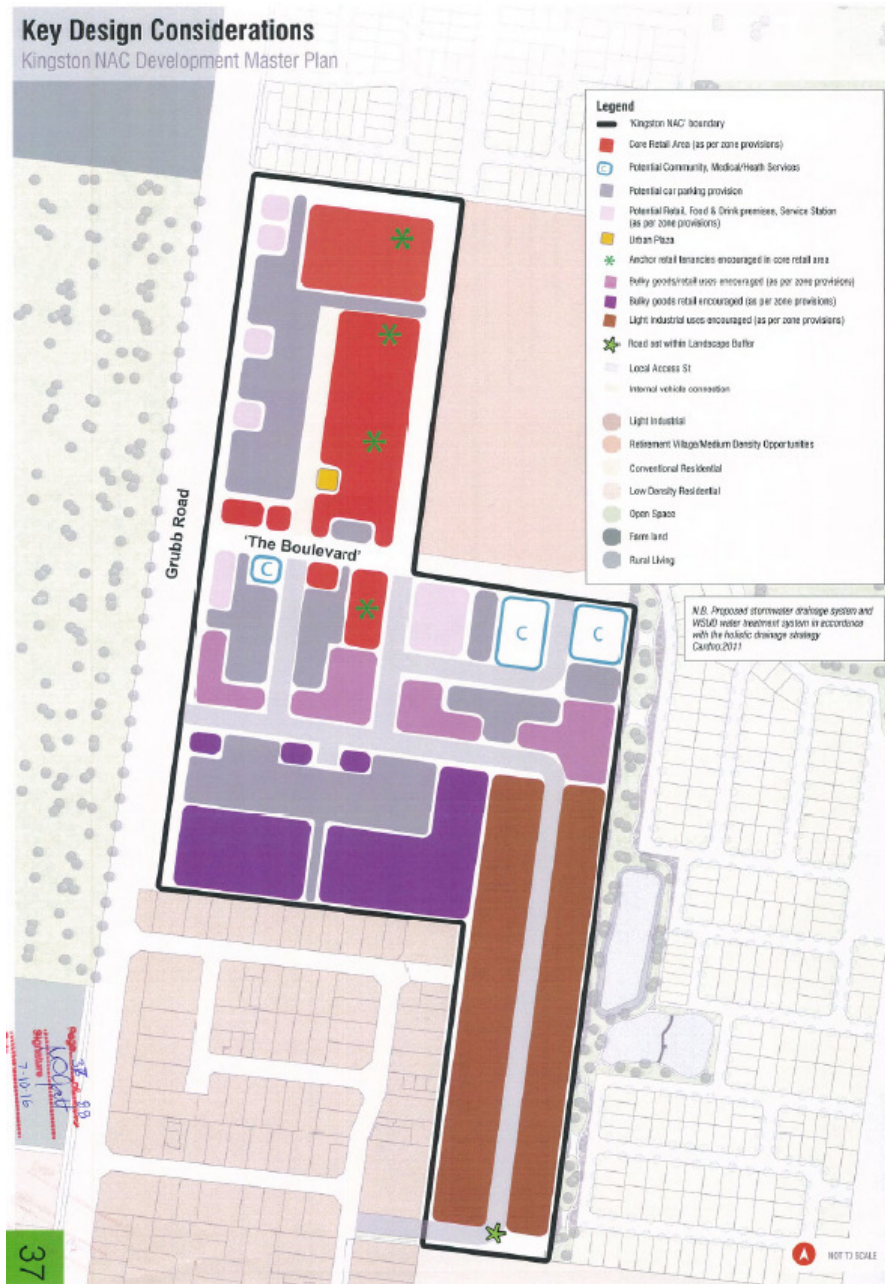 Key Design Considerations
Kingston NAC Development Master Plan
Legend
'Kingston NAC' boundary
Core Retail Area (as per zone provisions)
Potential Community, Medical/Heath Services
Potential car parking provision
Potential Retail, Food & Drink premises, Service Station
(as per zone provisions)
Urban Plaza
Anchor retail tenancies encouraged in core retail area
Bulky goods/retail uses encouraged (as per zone provisions)
Bulky goods retail encouraged (as per zone provisions)
Light Industrial uses encouraged (as per zone provisions)
Road set within Landscape Buffer
Local Access St
Internal vehicle connection
Light Industrial
Retirement Village/Medium Density Opportunities
Conventional Residential
Low Density Residential
Open Space
Farm land
Rural Living
N.B. Proposed stormwater drainage system and
WSUD water treatment system in accordance
with the holistic drainage strategy
Cardno:2011
Grubb Road
'The Boulevard'
C
C
C
C
Page 37 of 88
Signature
7-10-16
37
NOT TO SCALE